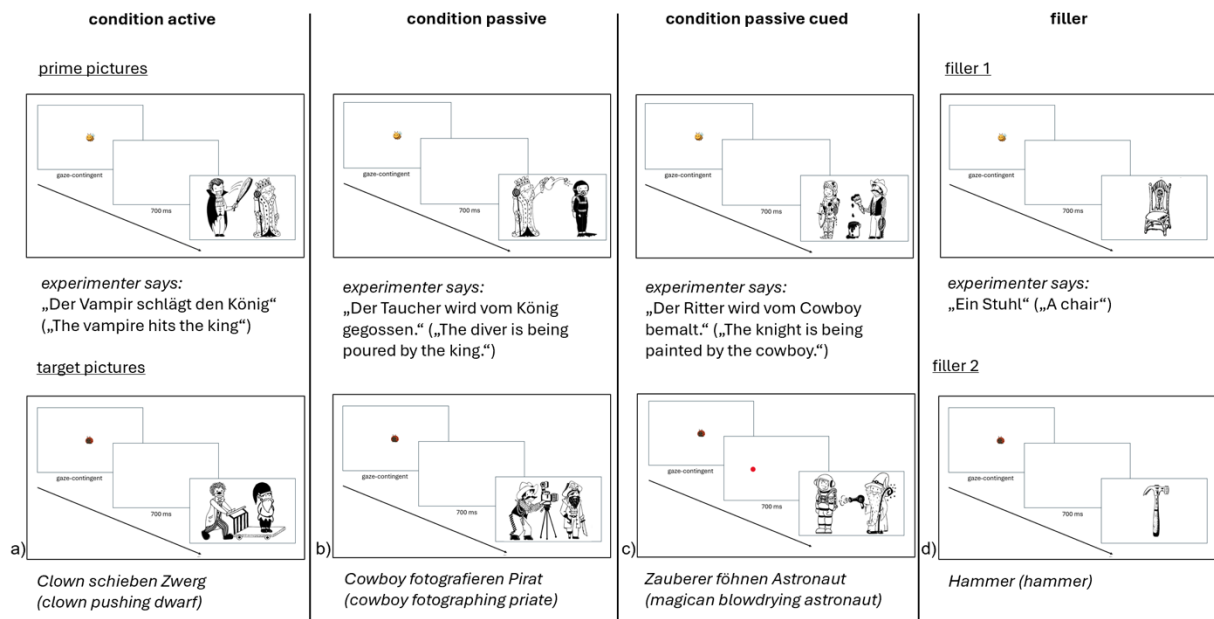 condition active
prime pictures
gaze-contingent
700 ms
experimenter says:
„Der Vampir schlägt den König“
(„The vampire hits the king“)
target pictures
gaze-contingent
700 ms
a)
Clown schieben Zwerg
(clown pushing dwarf)
condition passive
gaze-contingent
700 ms
experimenter says:
„Der Taucher wird vom König
gegossen.“ („The diver is being
poured by the king.“)
gaze-contingent
700 ms
b)
Cowboy fotografieren Pirat
(cowboy fotographing priate)
condition passive cued
gaze-contingent
700 ms
experimenter says:
„Der Ritter wird vom Cowboy
bemalt.“ („The knight is being
painted by the cowboy.“)
gaze-contingent
700 ms
c)
Zauberer föhnen Astronaut
(magican blowdrying astronaut)
filler
filler 1
gaze-contingent
700 ms
experimenter says:
„Ein Stuhl“ („A chair“)
filler 2
gaze-contingent
700 ms
d)
Hammer (hammer)